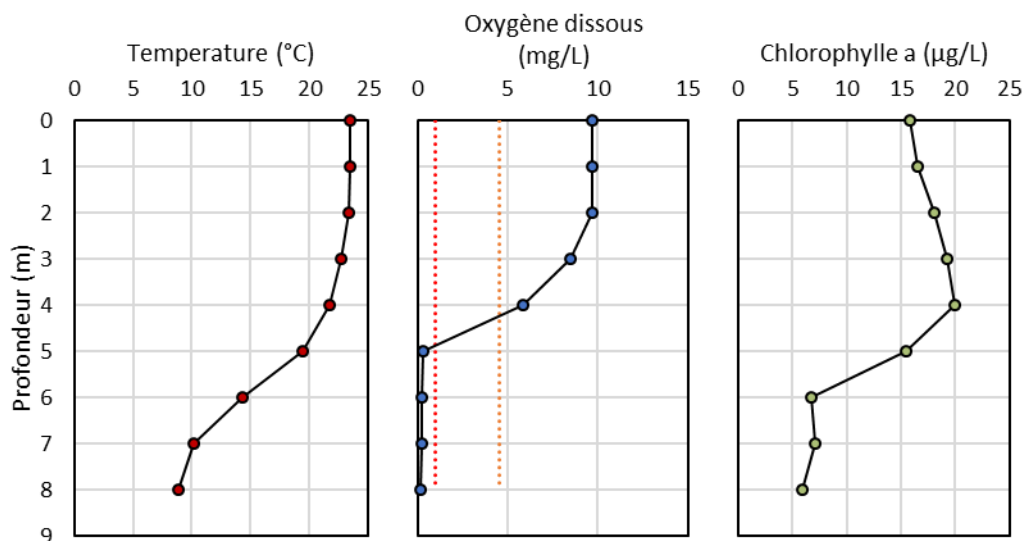 Temperature (°C)
0 5 10 15 20 25
Oxygène dissous
(mg/L)
0 5 10 15
Chlorophylle a (µg/L)
0 5 10 15 20 25
Profondeur (m)
0
1
2
3
4
5
6
7
8
9